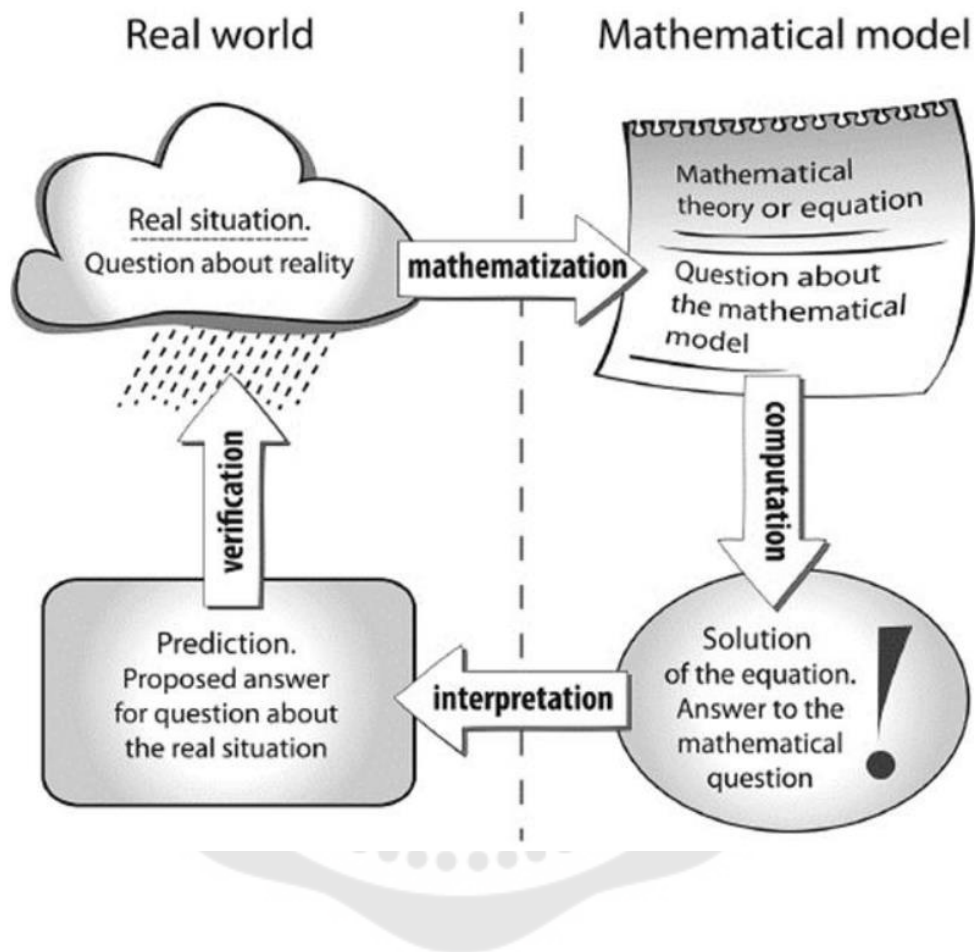 Real world
Mathematical model
Real situation.
Question about reality
mathematization
Mathematical
theory or equation
Question about
the mathematical
model
computation
Solution
of the equation.
Answer to the
mathematical
question
!
interpretation
Prediction.
Proposed answer
for question about
the real situation
verification